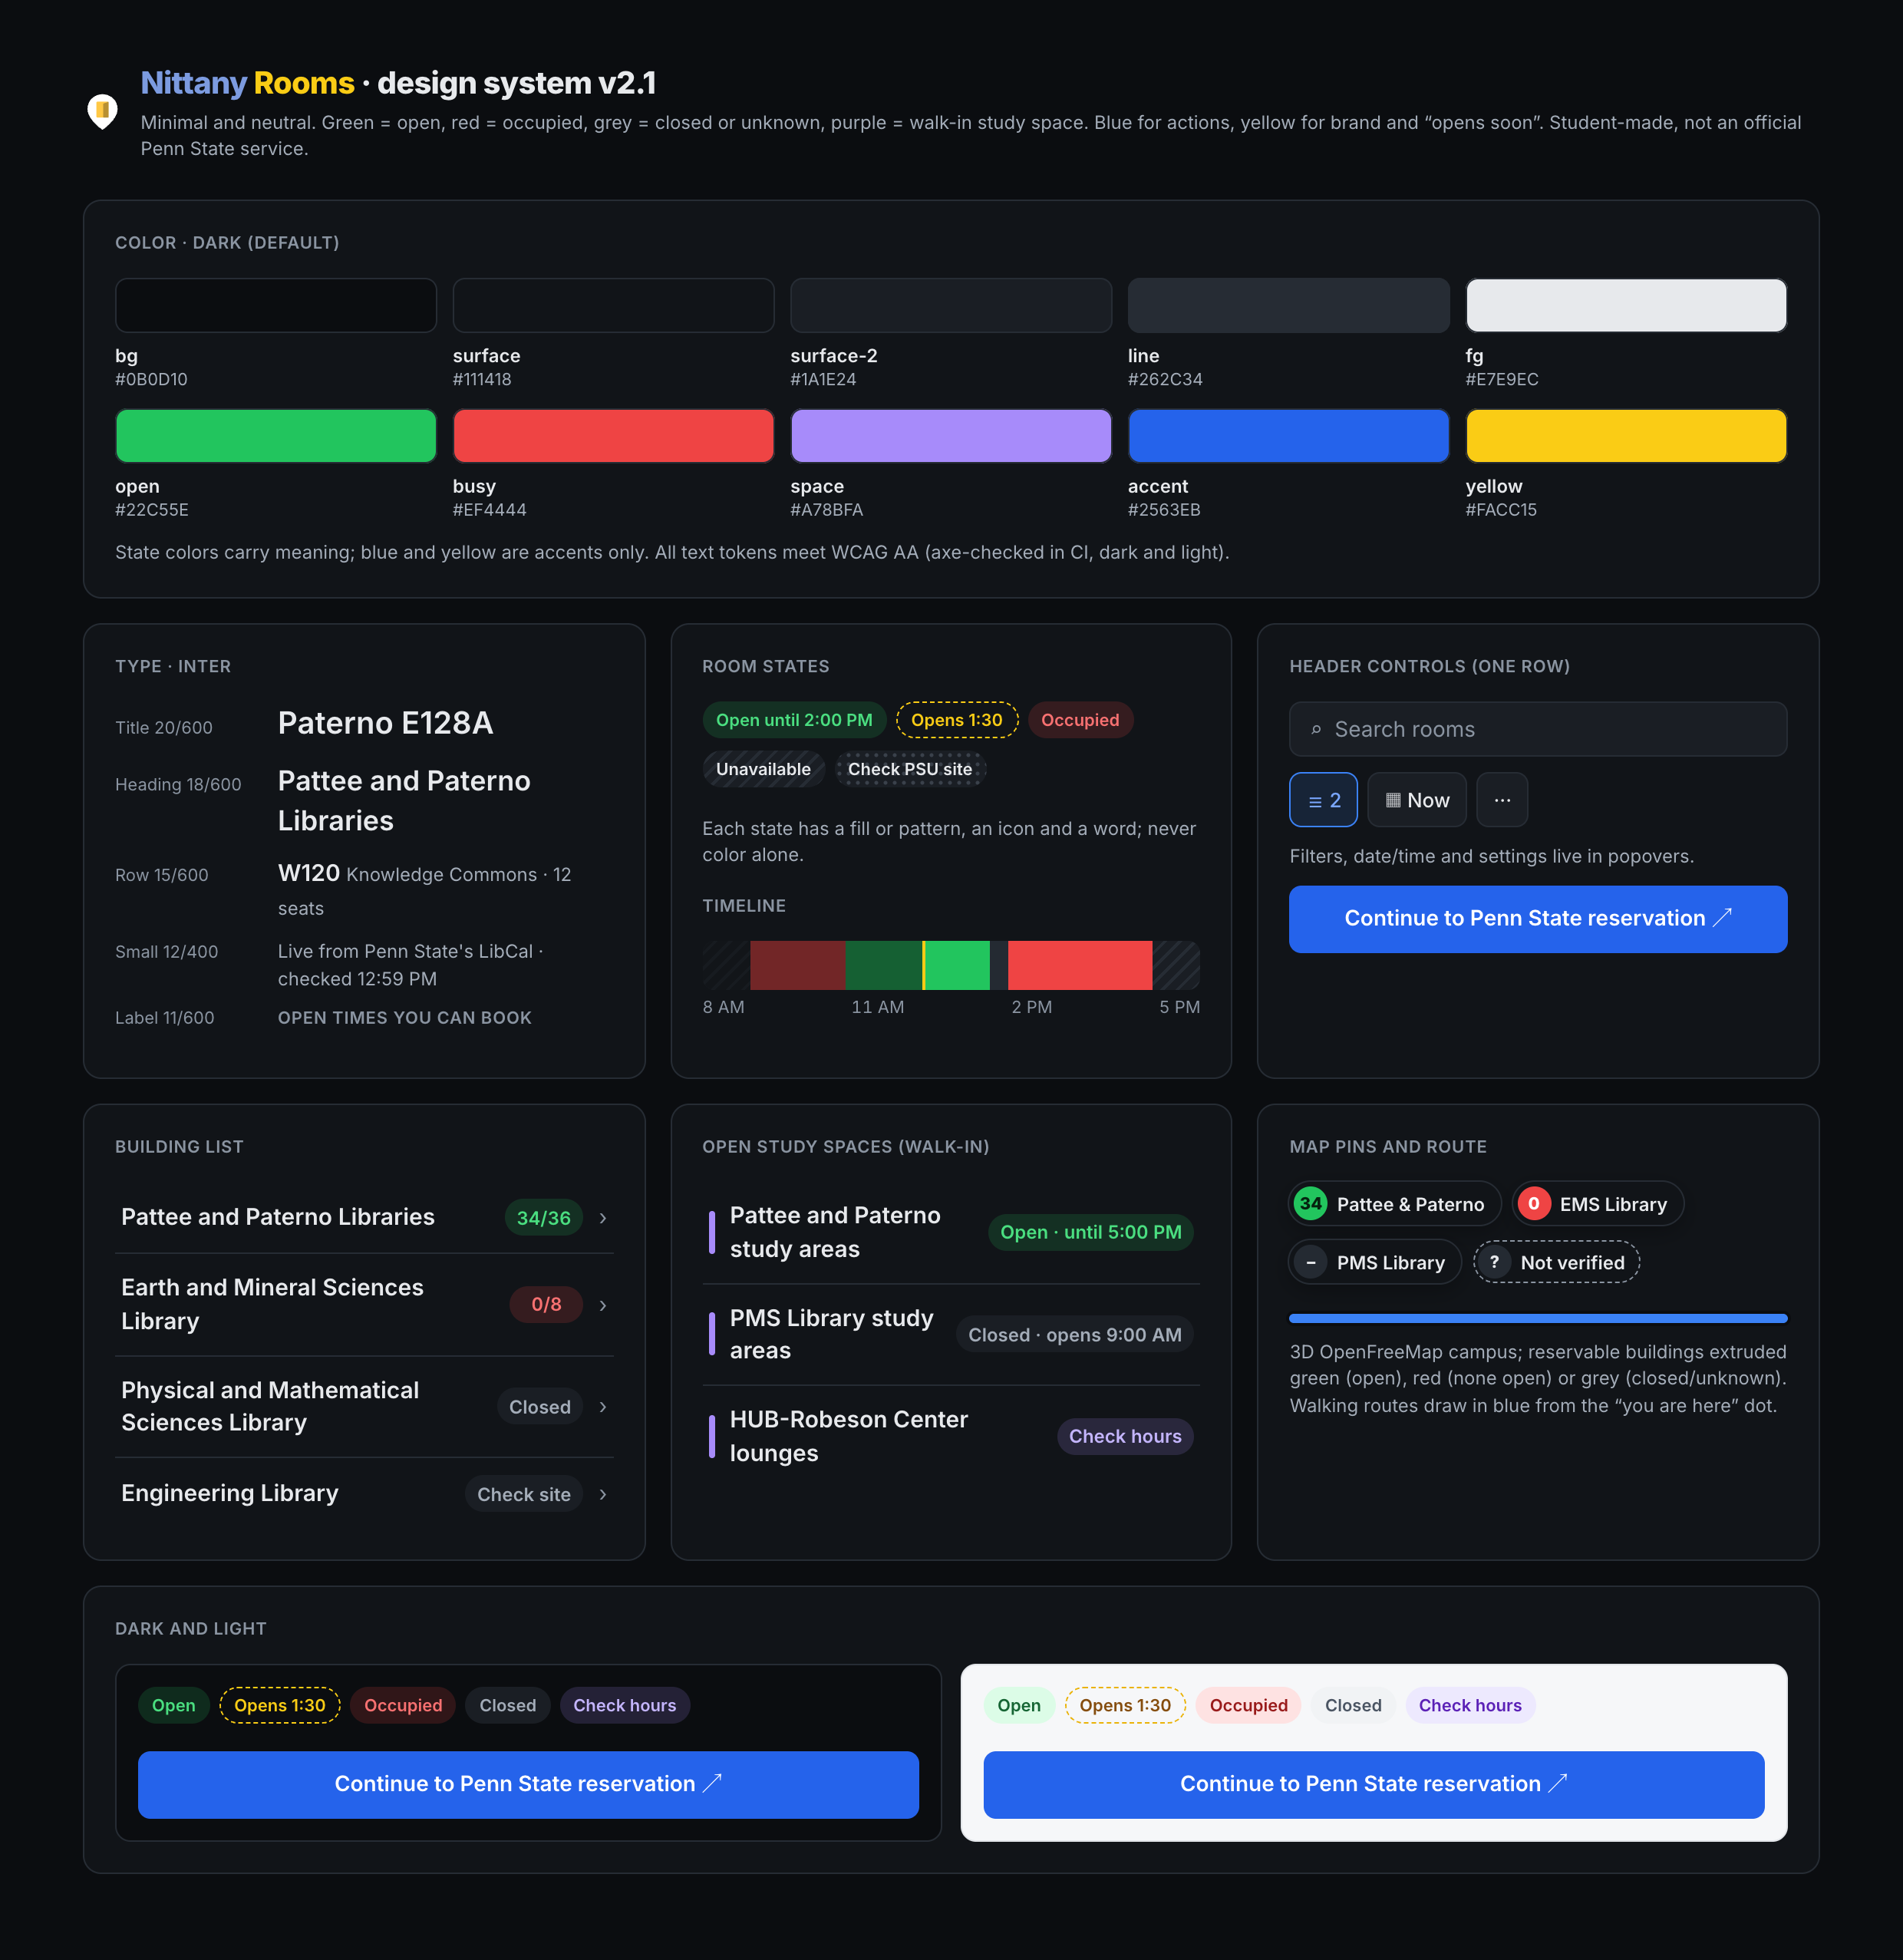 Nittany Rooms · design system v2.1
Minimal and neutral. Green = open, red = occupied, grey = closed or unknown, purple = walk-in study space. Blue for actions, yellow for brand and “opens soon”. Student-made, not an official
Penn State service.
COLOR · DARK (DEFAULT)
bg
#0B0D10
surface
#111418
surface-2
#1A1E24
line
#262C34
fg
#E7E9EC
open
#22C55E
busy
#EF4444
space
#A78BFA
accent
#2563EB
yellow
#FACC15
State colors carry meaning; blue and yellow are accents only. All text tokens meet WCAG AA (axe-checked in CI, dark and light).
TYPE · INTER
Title 20/600 Paterno E128A
Heading 18/600 Pattee and Paterno
Libraries
Row 15/600 W120 Knowledge Commons · 12
seats
Small 12/400 Live from Penn State's LibCal ·
checked 12:59 PM
Label 11/600 OPEN TIMES YOU CAN BOOK
ROOM STATES
Open until 2:00 PM Opens 1:30 Occupied
Unavailable Check PSU site
Each state has a fill or pattern, an icon and a word; never
color alone.
TIMELINE
8 AM 11 AM 2 PM 5 PM
HEADER CONTROLS (ONE ROW)
⌕ Search rooms
≡ 2 ▦ Now ⋯
Filters, date/time and settings live in popovers.
Continue to Penn State reservation ↗
BUILDING LIST
Pattee and Paterno Libraries 34/36 ›
Earth and Mineral Sciences
Library 0/8 ›
Physical and Mathematical
Sciences Library Closed ›
Engineering Library Check site ›
OPEN STUDY SPACES (WALK-IN)
Pattee and Paterno
study areas Open · until 5:00 PM
PMS Library study
areas Closed · opens 9:00 AM
HUB-Robeson Center
lounges Check hours
MAP PINS AND ROUTE
34 Pattee & Paterno 0 EMS Library
– PMS Library ? Not verified
3D OpenFreeMap campus; reservable buildings extruded
green (open), red (none open) or grey (closed/unknown).
Walking routes draw in blue from the “you are here” dot.
DARK AND LIGHT
Open Opens 1:30 Occupied Closed Check hours
Continue to Penn State reservation ↗
Open Opens 1:30 Occupied Closed Check hours
Continue to Penn State reservation ↗